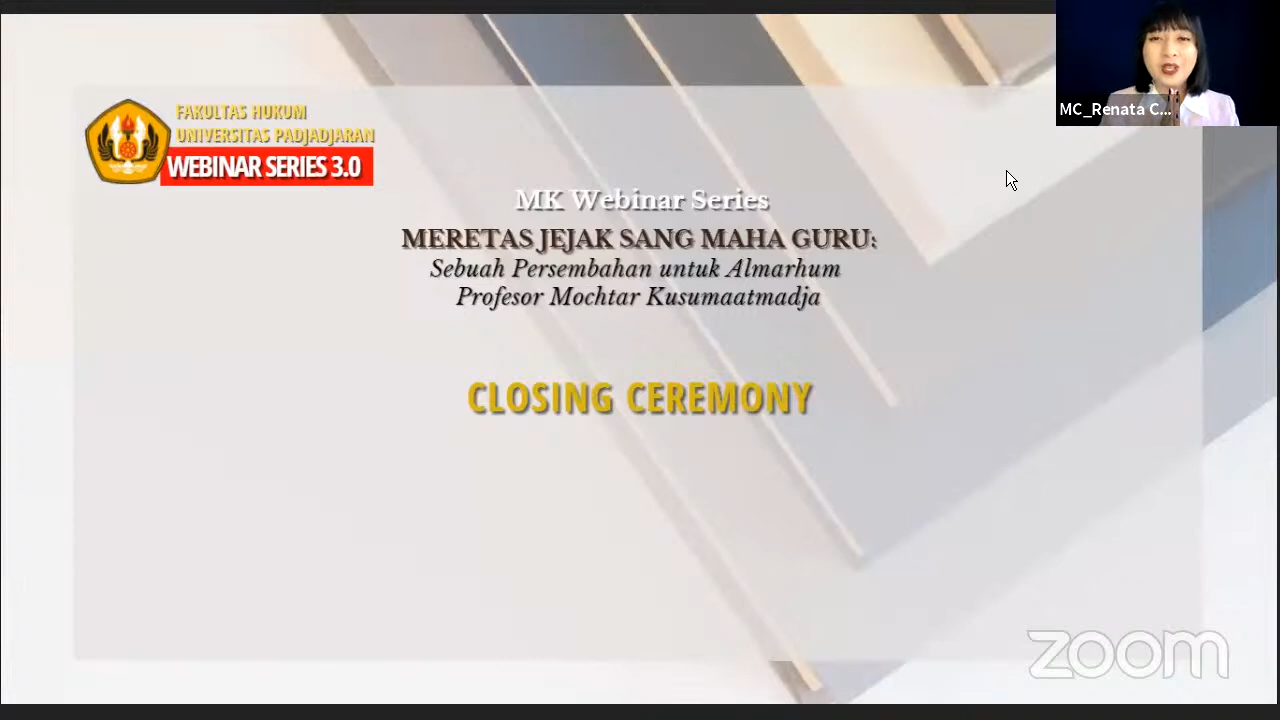 FAKULTAS HUKUM
UNIVERSITAS PADJADJARAN
WEBINAR SERIES 3.0
MK Webinar Series
MERETAS JEJAK SANG MAHA GURU:
Sebuah Persembahan untuk Almarhum
Profesor Mochtar Kusumaatmadja
CLOSING CEREMONY
MC_Renata C...
zoom